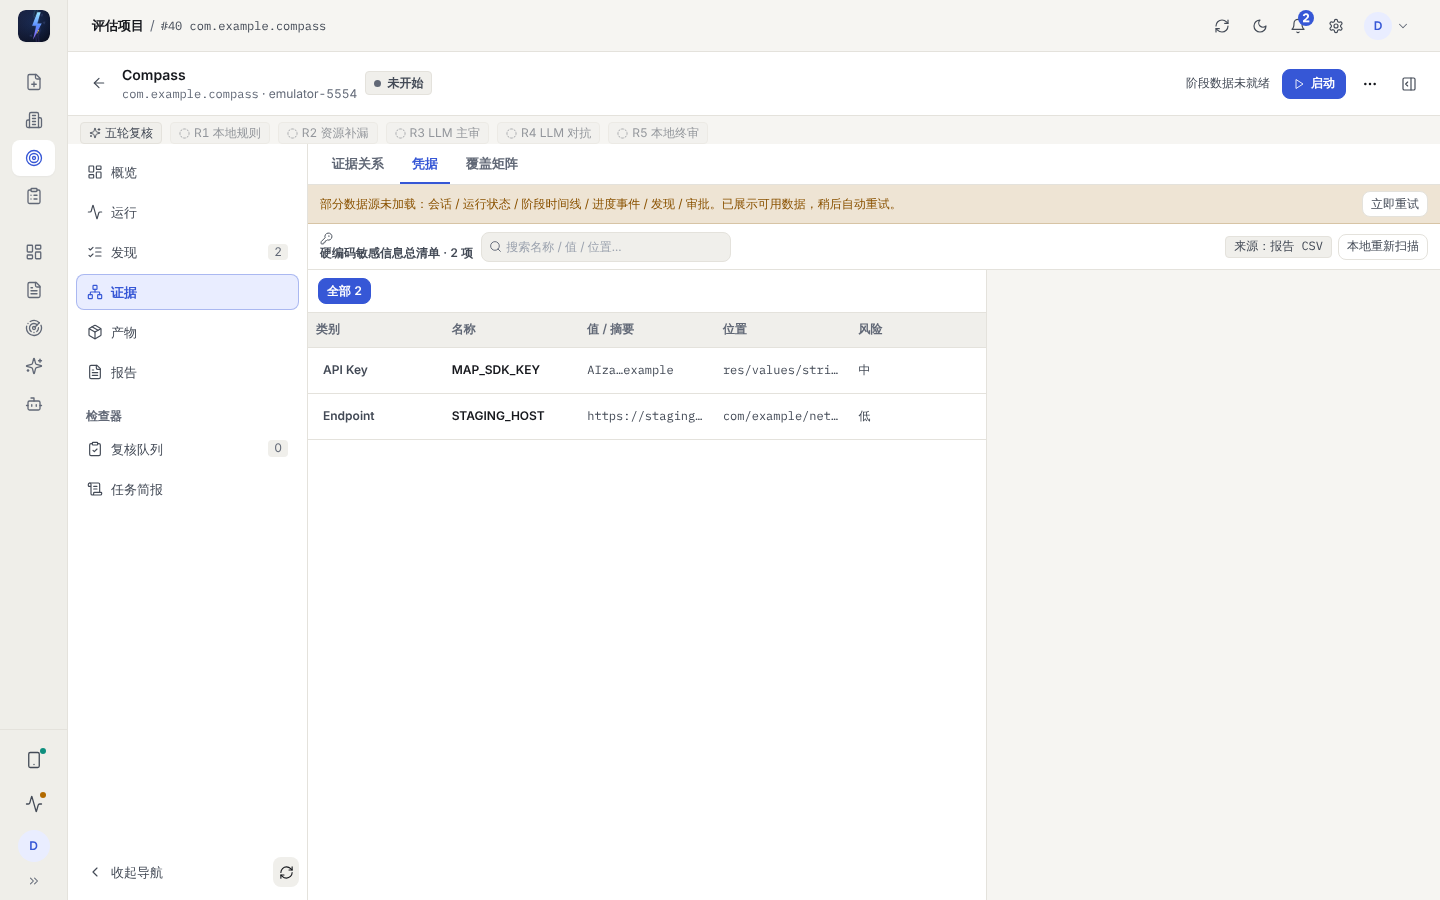 评估项目 / #40 com.example.compass
2
D
Compass
com.example.compass · emulator-5554
未开始
阶段数据未就绪
启动
五轮复核
R1 本地规则
R2 资源补漏
R3 LLM 主审
R4 LLM 对抗
R5 本地终审
概览
运行
发现 2
证据
产物
报告
检查器
复核队列 0
任务简报
收起导航
D
证据关系
凭据
覆盖矩阵
部分数据源未加载：会话 / 运行状态 / 阶段时间线 / 进度事件 / 发现 / 审批。已展示可用数据，稍后自动重试。
立即重试
硬编码敏感信息总清单 · 2 项
搜索名称 / 值 / 位置…
来源：报告 CSV
本地重新扫描
全部 2
类别 名称 值 / 摘要 位置 风险
API Key MAP_SDK_KEY AIza…example res/values/stri… 中
Endpoint STAGING_HOST https://staging… com/example/net… 低